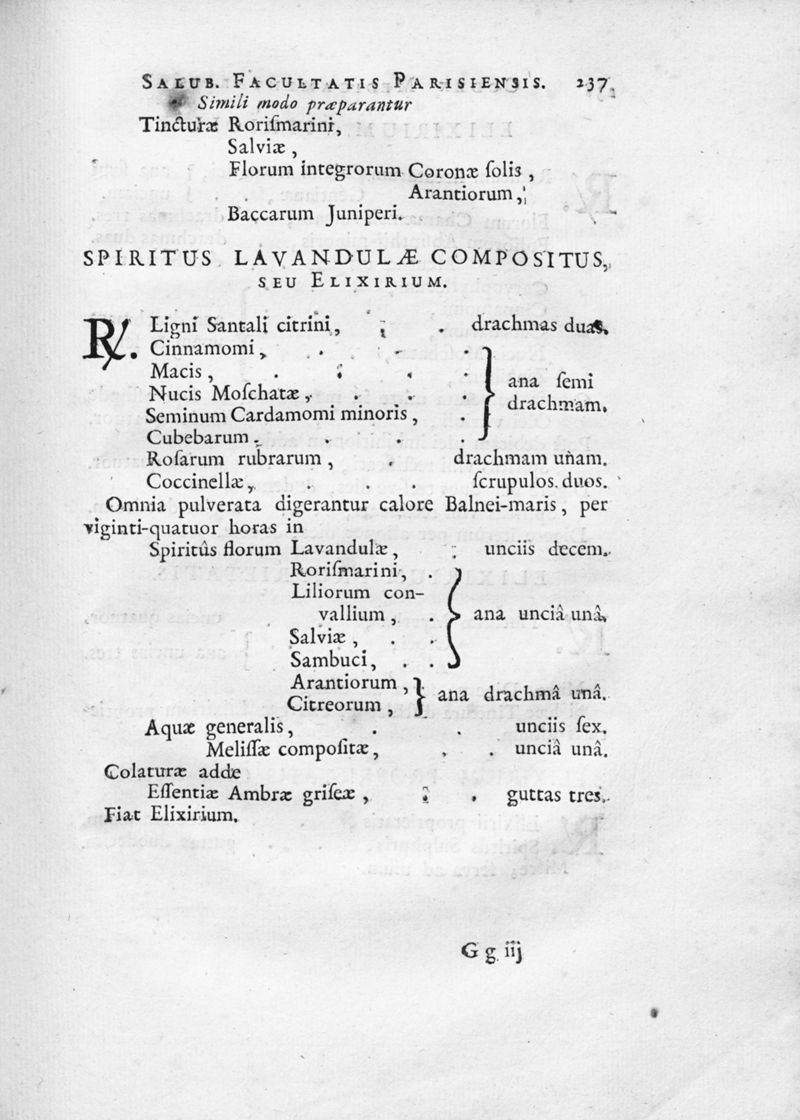 SALUB. FACULTATIS PARISIENSIS. 237
Simili modo præparantur
Tincturæ Roriſmarini,
Salviæ,
Florum integrorum Coronæ ſolis,
Arantiorum,
Baccarum Juniperi.
SPIRITUS LAVANDULÆ COMPOSITUS,
SEU ELIXIRIUM.
℞. Ligni Santali citrini, . . drachmas duas.
Cinnamomi, . . .
Macis, . . . .
Nucis Moſchatæ, . . .
Seminum Cardamomi minoris, .
Cubebarum, . . .
} ana ſemi
drachmam.
Roſarum rubrarum, . drachmam unam.
Coccinellæ, . . . ſcrupulos duos.
Omnia pulverata digerantur calore Balnei-maris, per
viginti-quatuor horas in
Spiritûs florum Lavandulæ, . unciis decem.
Roriſmarini, .
Liliorum con-
vallium, .
Salviæ, . .
Sambuci, . .
} ana unciâ unâ,
Arantiorum,
Citreorum,
} ana drachmâ unâ.
Aquæ generalis, . . unciis ſex.
Meliſſæ compoſitæ, . . unciâ unâ.
Colaturæ adde
Eſſentiæ Ambræ griſeæ, . . guttas tres.
Fiat Elixirium.
G g iij